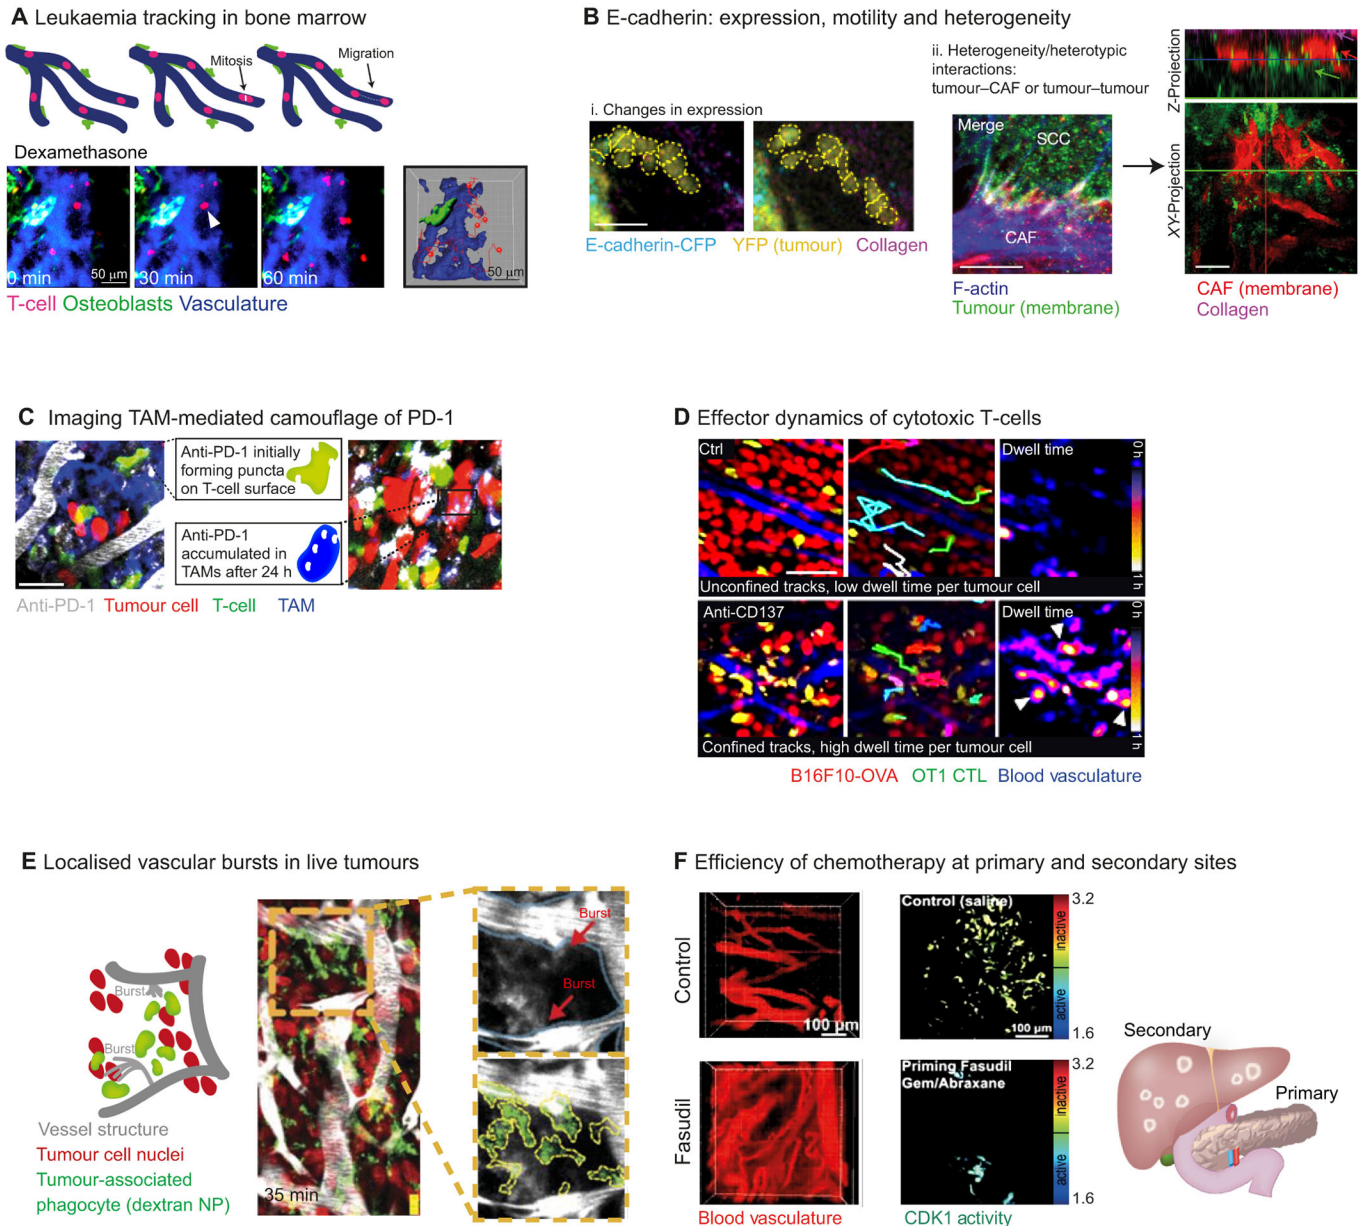 A Leukaemia tracking in bone marrow
Mitosis
Migration
Dexamethasone
0 min
50 µm
30 min
60 min
50 µm
T-cell Osteoblasts Vasculature
B E-cadherin: expression, motility and heterogeneity
i. Changes in expression
E-cadherin-CFP YFP (tumour) Collagen
ii. Heterogeneity/heterotypic
interactions:
tumour–CAF or tumour–tumour
Merge
SCC
CAF
F-actin
Tumour (membrane)
Z-Projection
XY-Projection
CAF (membrane)
Collagen
C Imaging TAM-mediated camouflage of PD-1
Anti-PD-1 initially
forming puncta
on T-cell surface
Anti-PD-1
accumulated in
TAMs after 24 h
Anti-PD-1 Tumour cell T-cell TAM
D Effector dynamics of cytotoxic T-cells
Ctrl
Dwell time
0 h
1 h
Unconfined tracks, low dwell time per tumour cell
Anti-CD137
Dwell time
0 h
1 h
Confined tracks, high dwell time per tumour cell
B16F10-OVA OT1 CTL Blood vasculature
E Localised vascular bursts in live tumours
Burst
Burst
Vessel structure
Tumour cell nuclei
Tumour-associated
phagocyte (dextran NP)
35 min
Burst
Burst
F Efficiency of chemotherapy at primary and secondary sites
Control
100 µm
Control (saline)
100 µm
3.2
inactive
active
1.6
Fasudil
Priming Fasudil
Gem/Abraxane
3.2
inactive
active
1.6
Blood vasculature
CDK1 activity
Secondary
Primary